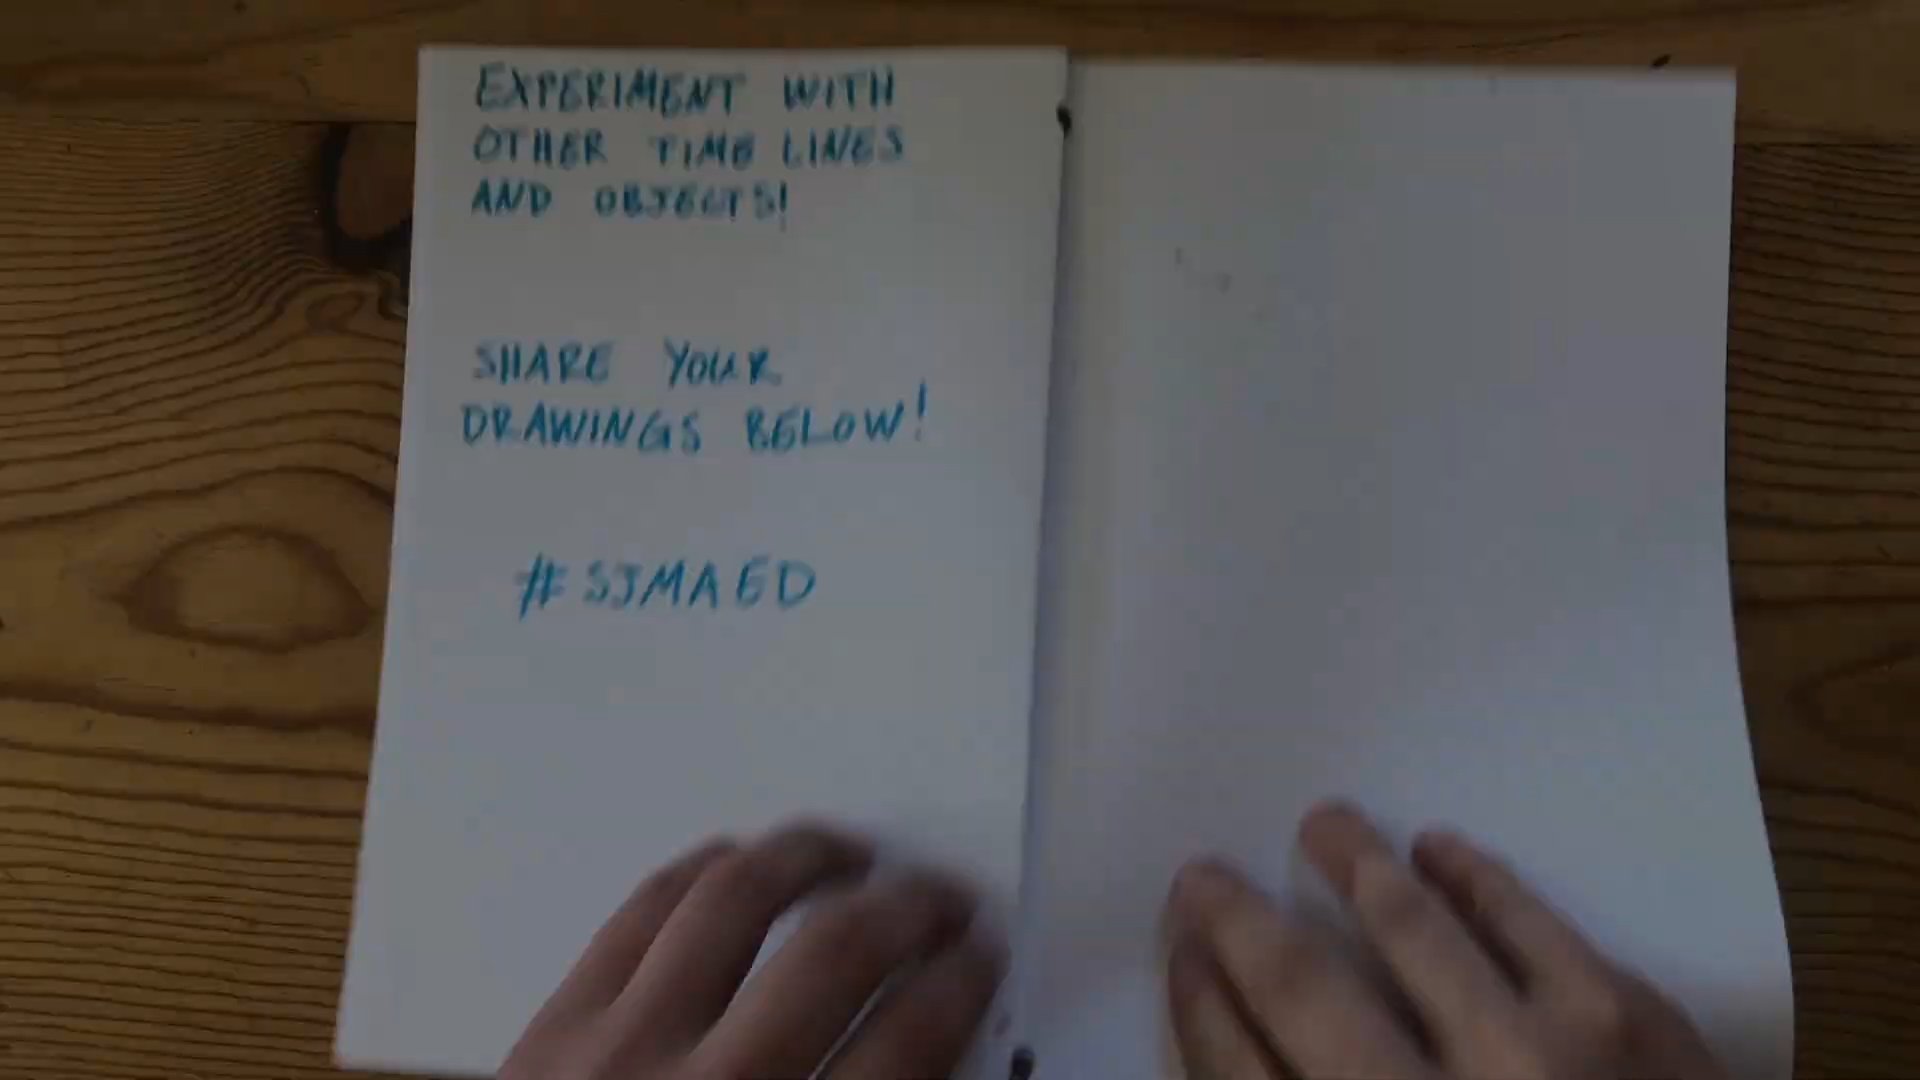 EXPERIMENT WITH
OTHER TIME LINES
AND OBJECTS!
SHARE YOUR
DRAWINGS BELOW!
#SJMAED